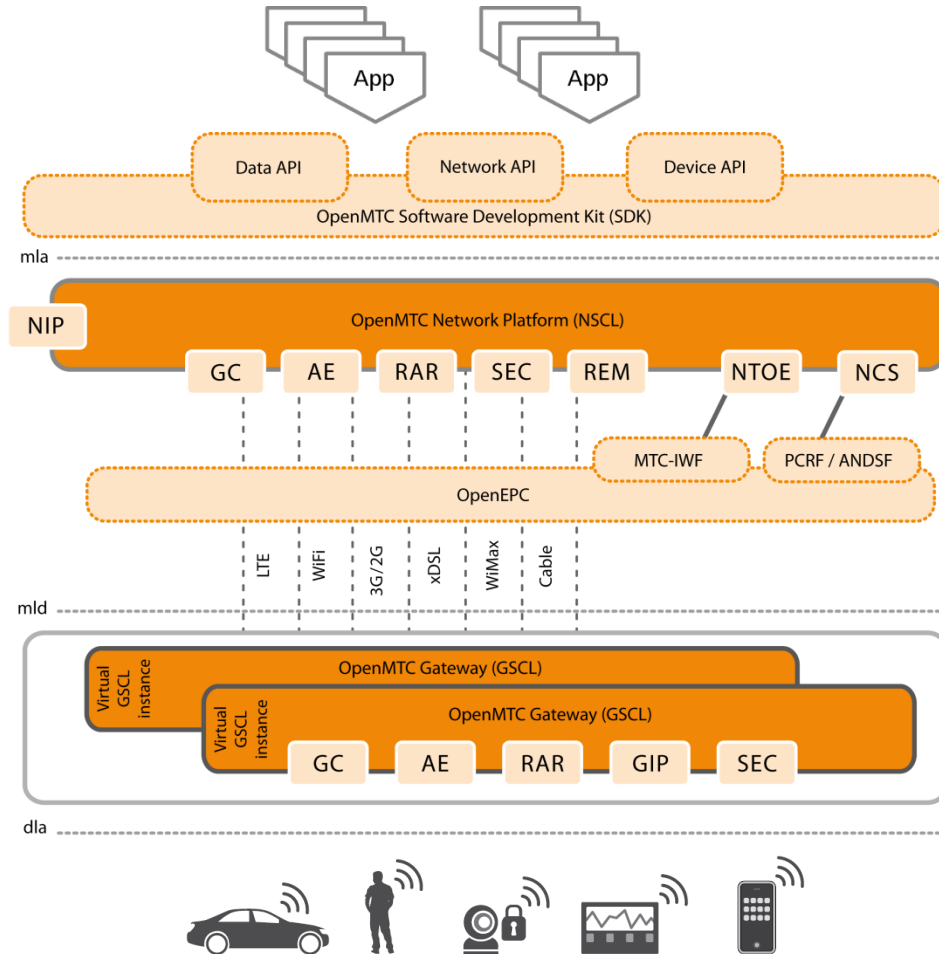 App
App
Data API
Network API
Device API
OpenMTC Software Development Kit (SDK)
mla
OpenMTC Network Platform (NSCL)
NIP
GC
AE
RAR
SEC
REM
NTOE
NCS
MTC-IWF
PCRF / ANDSF
OpenEPC
LTE
WiFi
3G/2G
xDSL
WiMax
Cable
mld
Virtual
GSCL
instance
OpenMTC Gateway (GSCL)
Virtual
GSCL
instance
OpenMTC Gateway (GSCL)
GC
AE
RAR
GIP
SEC
dla